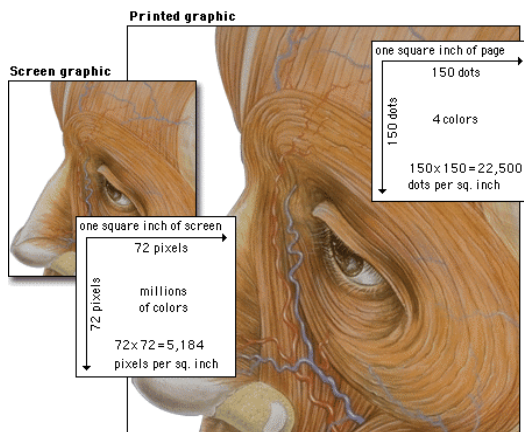 Printed graphic
one square inch of page
150 dots
150 dots
4 colors
150x150=22,500
dots per sq. inch
Screen graphic
one square inch of screen
72 pixels
72 pixels
millions
of colors
72x72=5,184
pixels per sq. inch